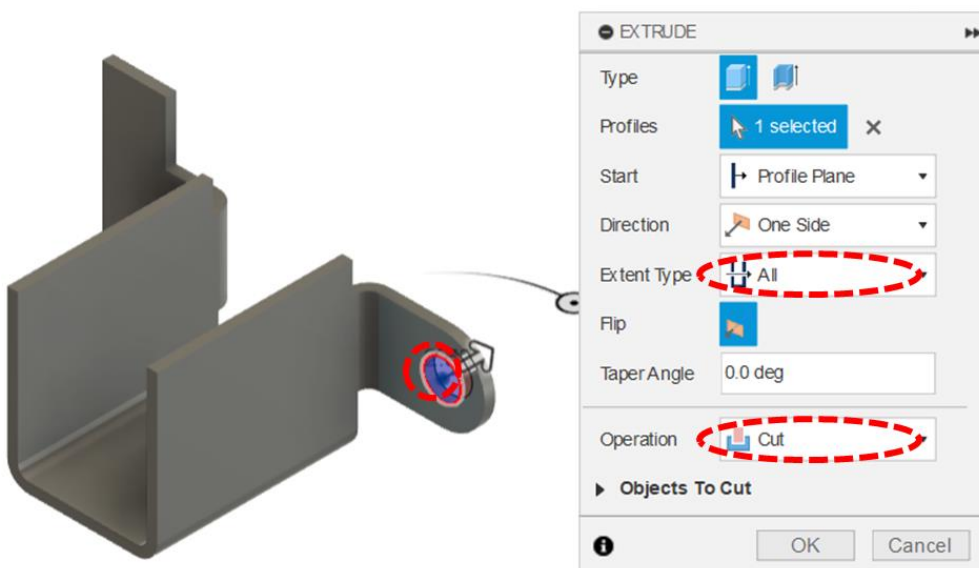 EXTRUDE
Type
Profiles 1 selected
Start Profile Plane
Direction One Side
Extent Type All
Flip
Taper Angle 0.0 deg
Operation Cut
Objects To Cut
OK Cancel